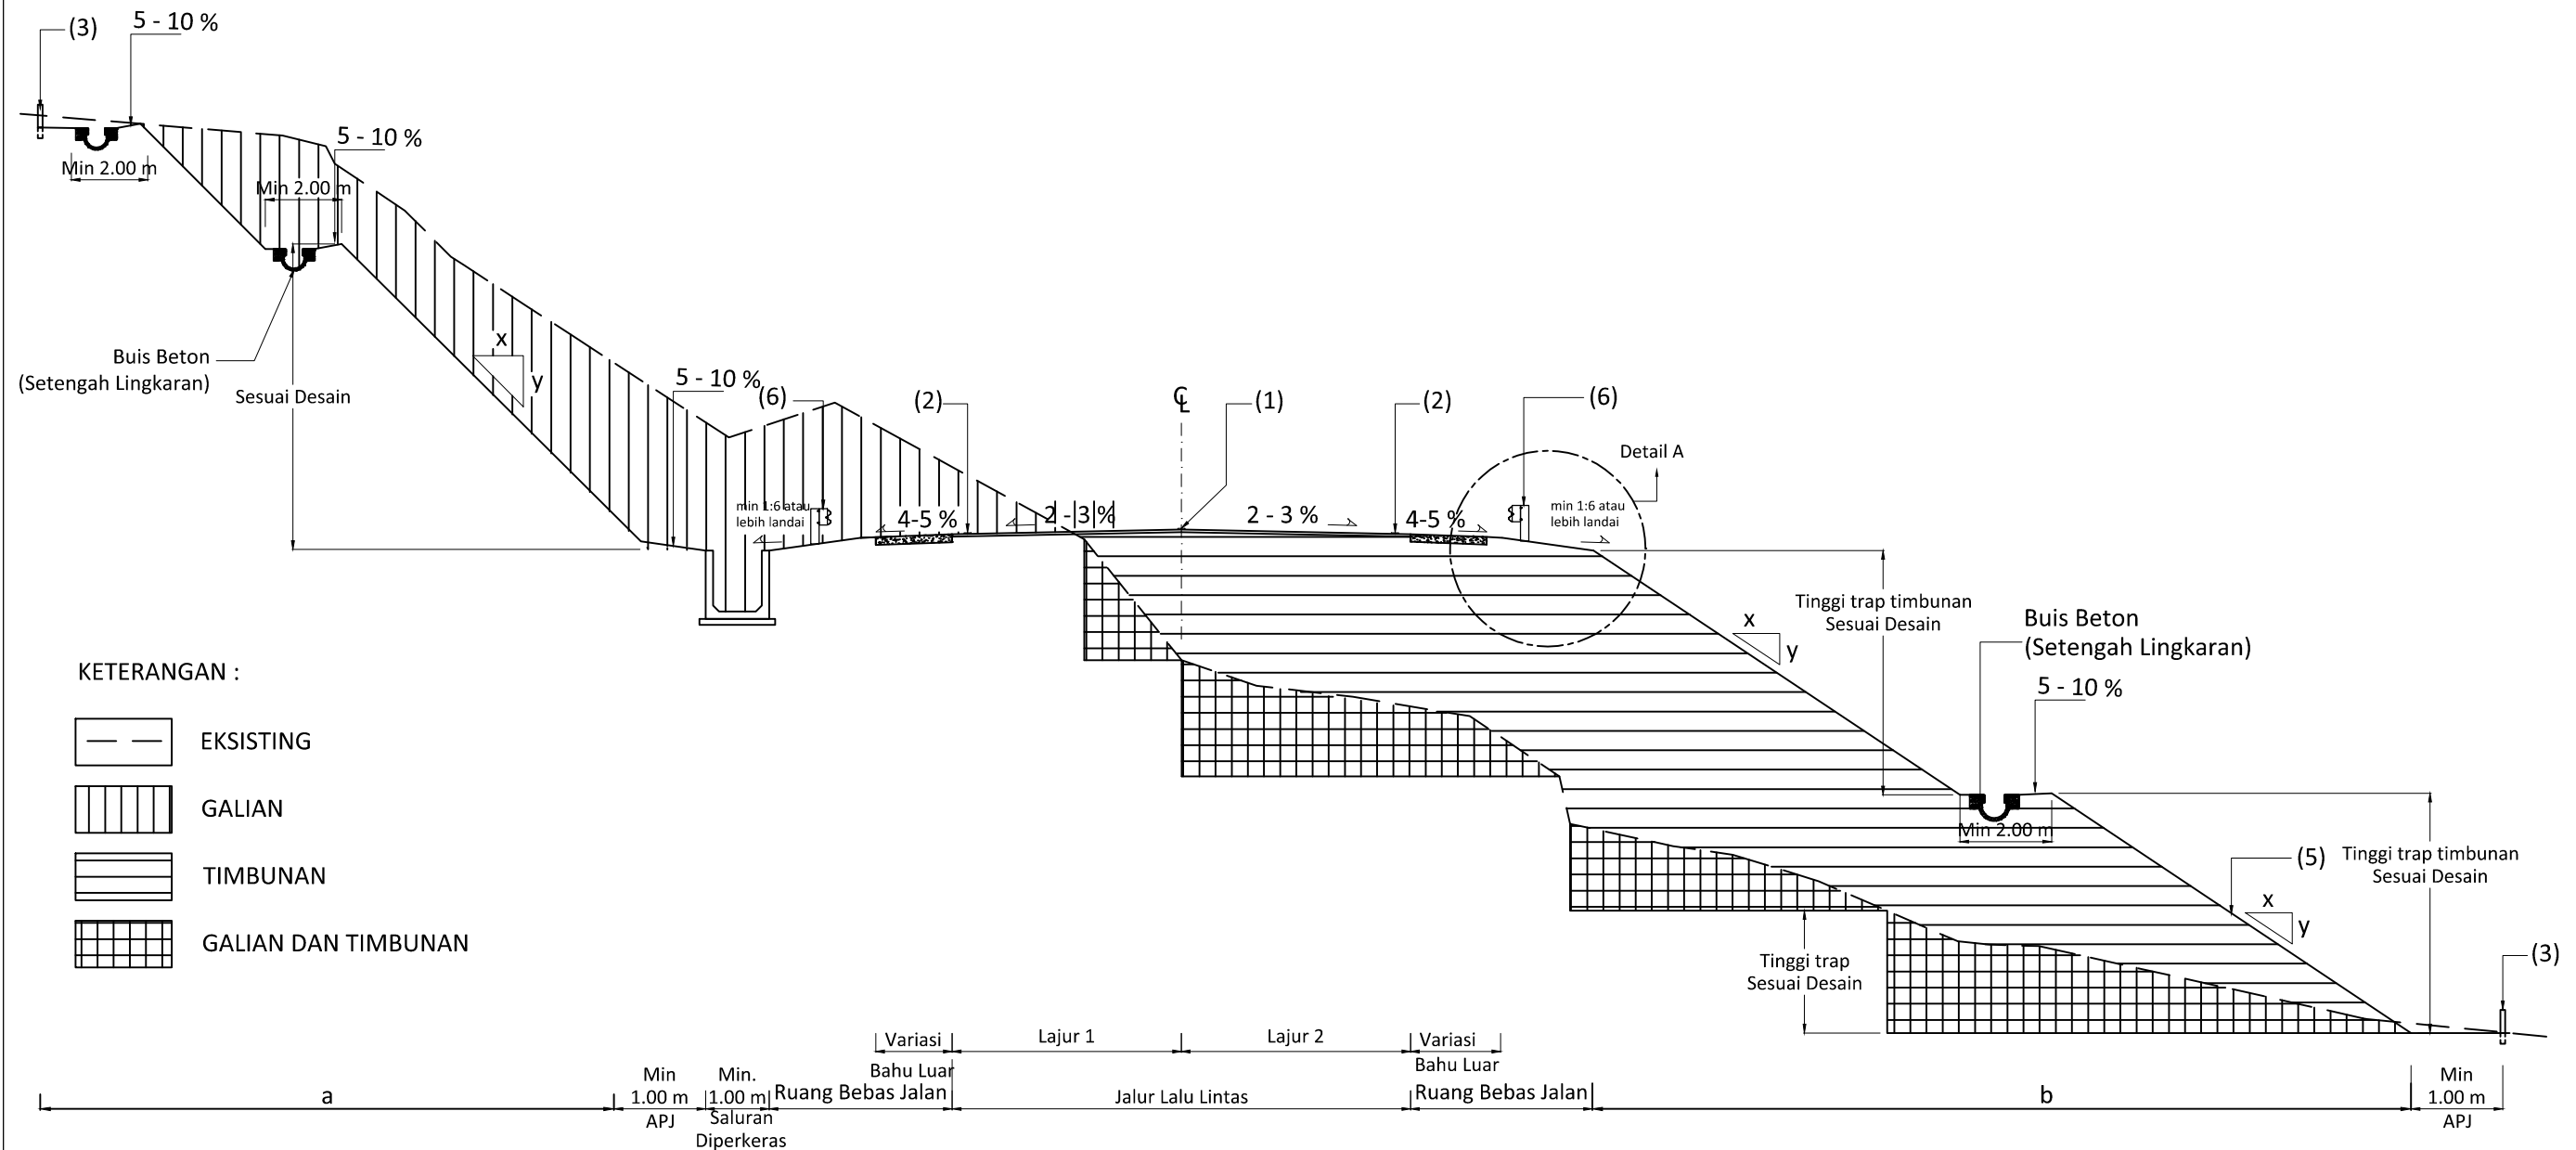 (3)
5 - 10 %
5 - 10 %
Min 2.00 m
Min 2.00 m
Buis Beton
(Setengah Lingkaran)
Sesuai Desain
x
y
5 - 10 %
(6)
(2)
℄
(1)
(2)
(6)
Detail A
min 1:6 atau
lebih landai
4-5 %
2 - 3 %
2 - 3 %
4-5 %
min 1:6 atau
lebih landai
Tinggi trap timbunan
Sesuai Desain
x
y
Buis Beton
(Setengah Lingkaran)
5 - 10 %
Min 2.00 m
(5)
Tinggi trap timbunan
Sesuai Desain
x
y
Tinggi trap
Sesuai Desain
(3)
KETERANGAN :
EKSISTING
GALIAN
TIMBUNAN
GALIAN DAN TIMBUNAN
Variasi
Lajur 1
Lajur 2
Variasi
Bahu Luar
Bahu Luar
a
Min
1.00 m
APJ
Min.
1.00 m
Saluran
Diperkeras
Ruang Bebas Jalan
Jalur Lalu Lintas
Ruang Bebas Jalan
b
Min
1.00 m
APJ